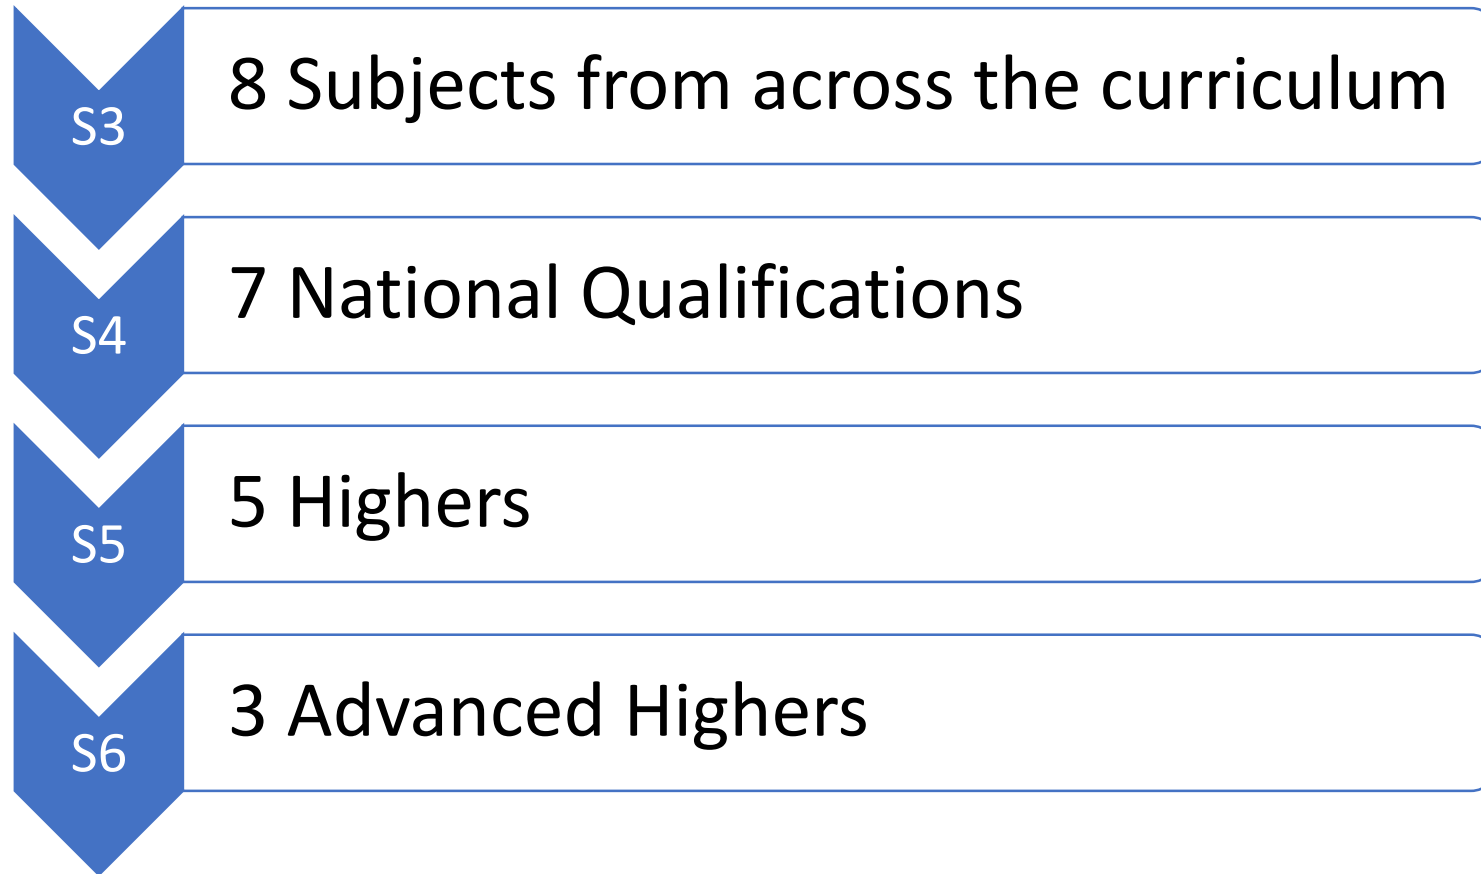 S3
8 Subjects from across the curriculum
S4
7 National Qualifications
S5
5 Highers
S6
3 Advanced Highers